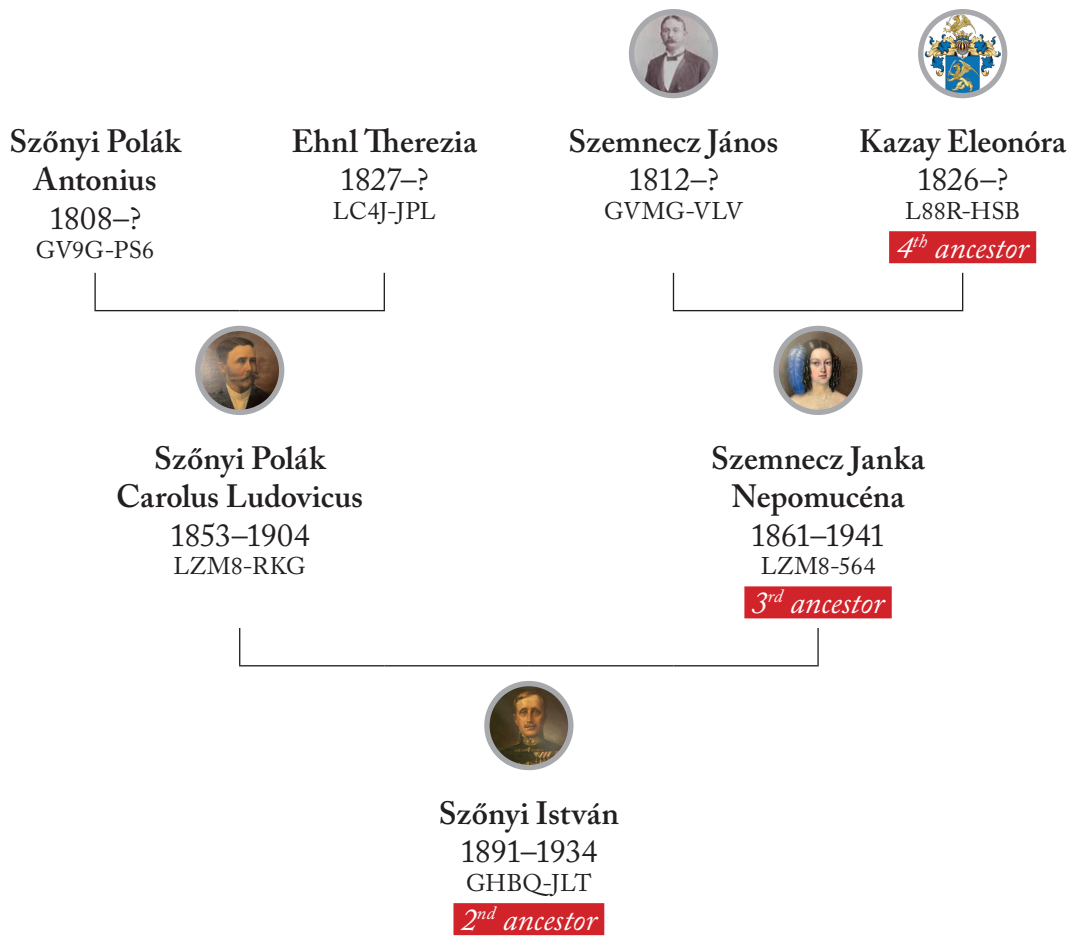 Szőnyi Polák
Antonius
1808–?
GV9G-PS6
Ehnl Therezia
1827–?
LC4J-JPL
Szemnecz János
1812–?
GVMG-VLV
Kazay Eleonóra
1826–?
L88R-HSB
4th ancestor
Szőnyi Polák
Carolus Ludovicus
1853–1904
LZM8-RKG
Szemnecz Janka
Nepomucéna
1861–1941
LZM8-564
3rd ancestor
Szőnyi István
1891–1934
GHBQ-JLT
2nd ancestor